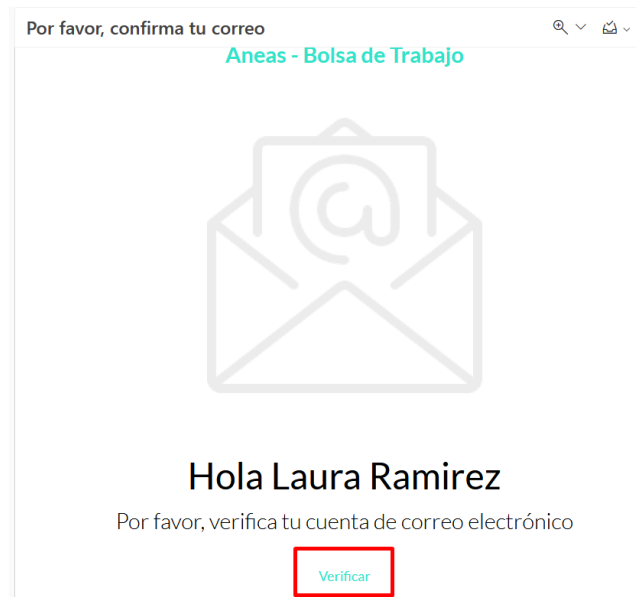 Por favor, confirma tu correo
Aneas - Bolsa de Trabajo
Hola Laura Ramirez
Por favor, verifica tu cuenta de correo electrónico
Verificar